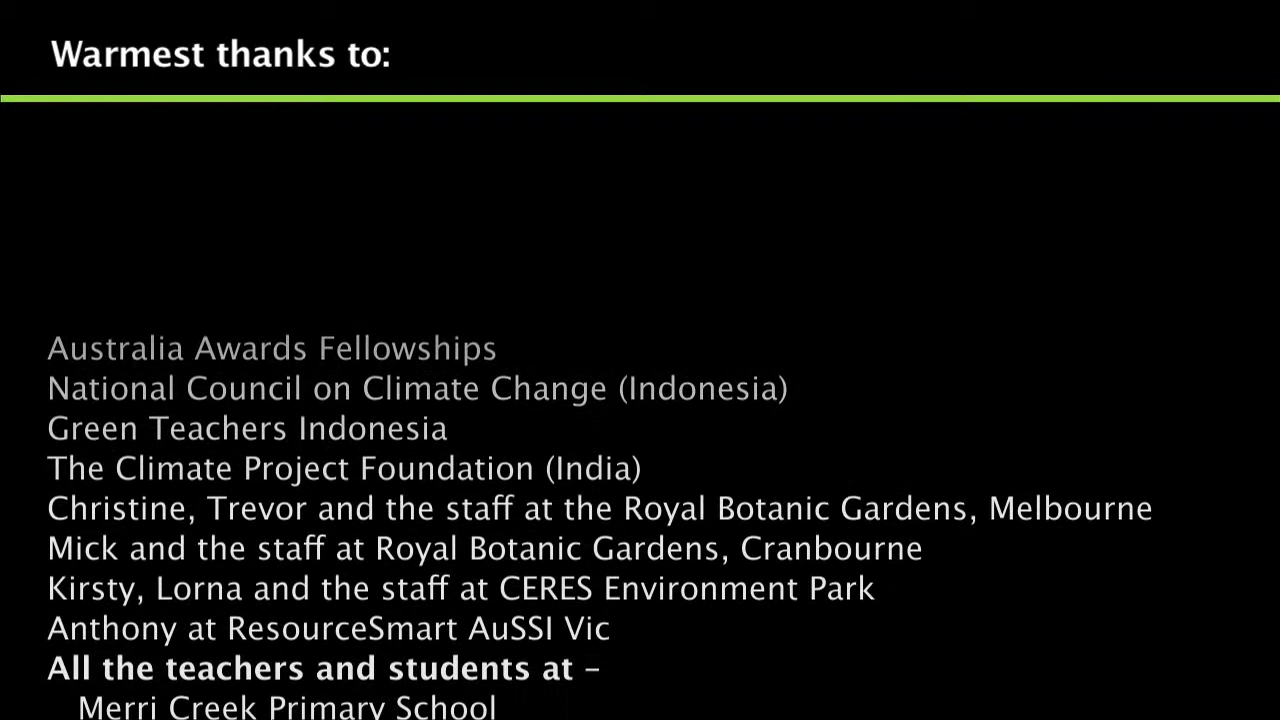 Warmest thanks to:
Australia Awards Fellowships
National Council on Climate Change (Indonesia)
Green Teachers Indonesia
The Climate Project Foundation (India)
Christine, Trevor and the staff at the Royal Botanic Gardens, Melbourne
Mick and the staff at Royal Botanic Gardens, Cranbourne
Kirsty, Lorna and the staff at CERES Environment Park
Anthony at ResourceSmart AuSSI Vic
All the teachers and students at –
Merri Creek Primary School